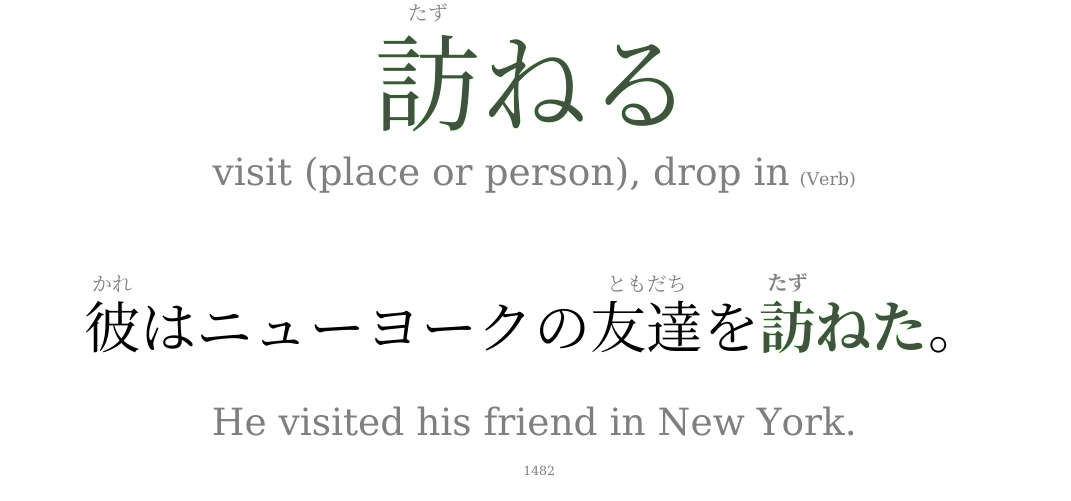 たず
訪ねる
visit (place or person), drop in (Verb)
かれ ともだち たず
彼はニューヨークの友達を訪ねた。
He visited his friend in New York.
1482